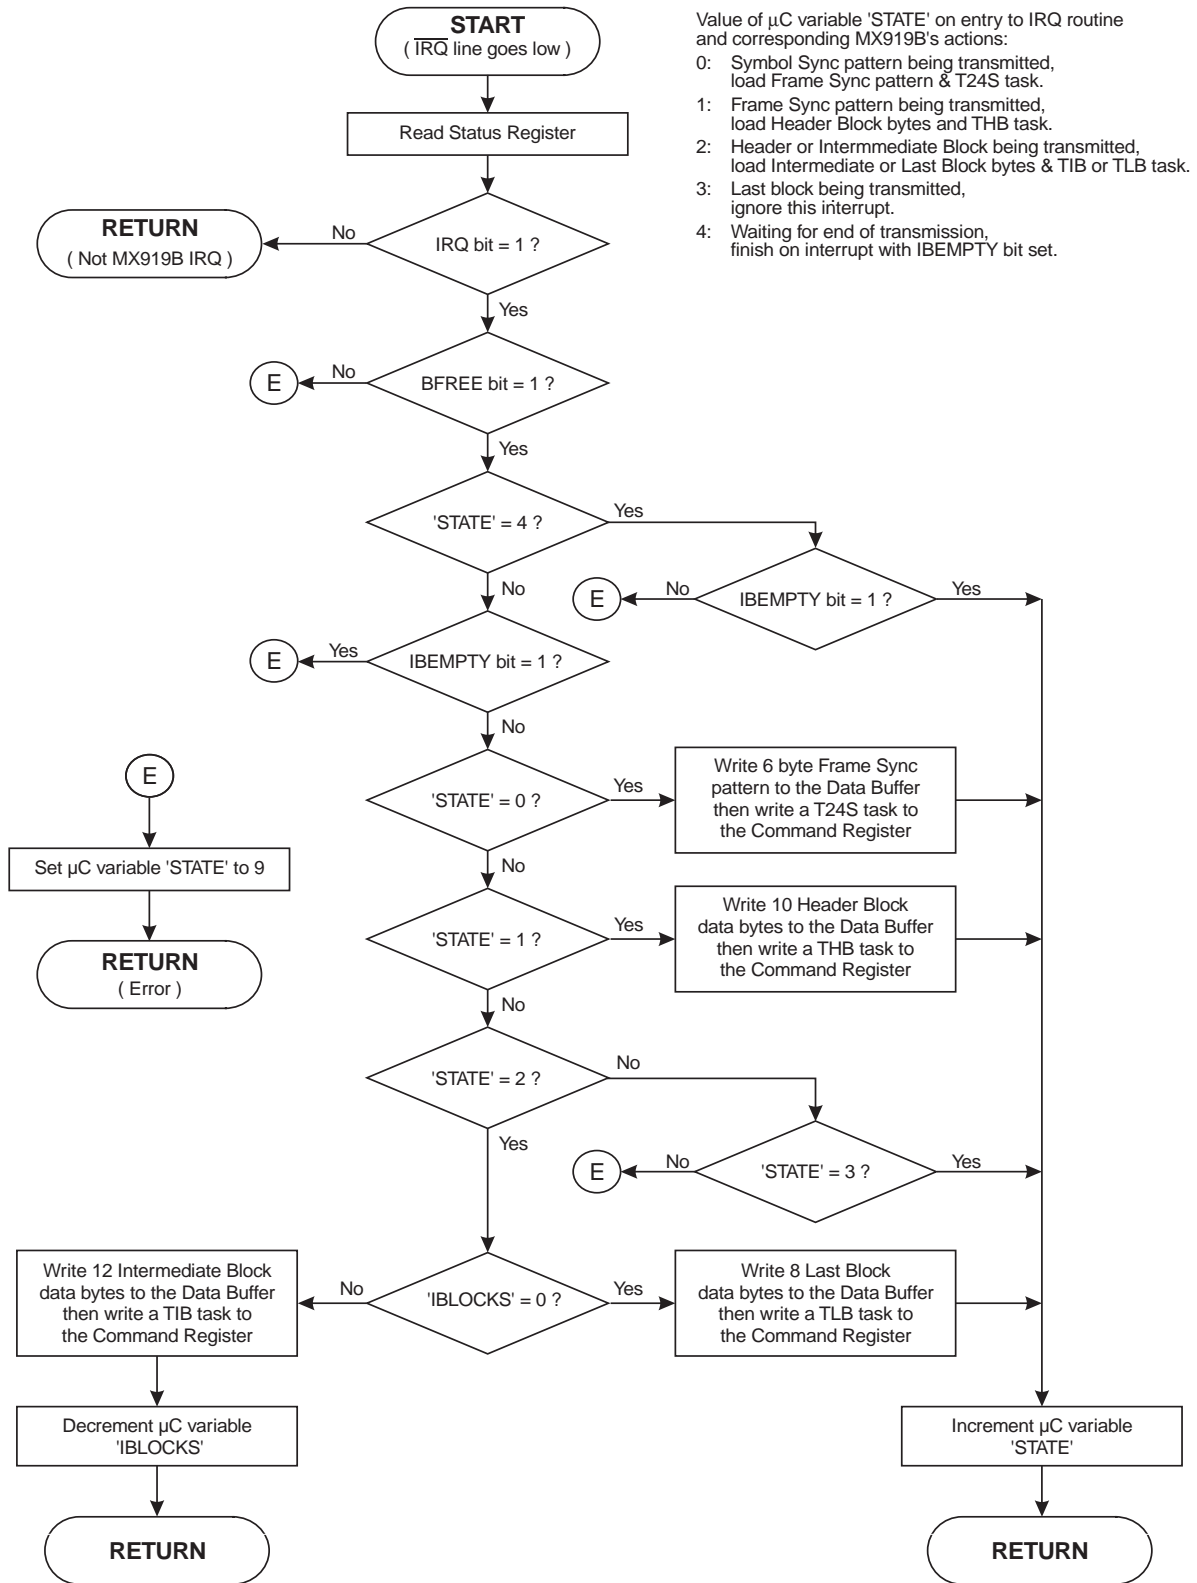 START
( IRQ line goes low )
Value of µC variable 'STATE' on entry to IRQ routine
and corresponding MX919B's actions:
0: Symbol Sync pattern being transmitted,
load Frame Sync pattern & T24S task.
1: Frame Sync pattern being transmitted,
load Header Block bytes and THB task.
2: Header or Intermmediate Block being transmitted,
load Intermediate or Last Block bytes & TIB or TLB task.
3: Last block being transmitted,
ignore this interrupt.
4: Waiting for end of transmission,
finish on interrupt with IBEMPTY bit set.
Read Status Register
IRQ bit = 1 ?
No
RETURN
( Not MX919B IRQ )
Yes
BFREE bit = 1 ?
No
E
Yes
'STATE' = 4 ?
Yes
No
IBEMPTY bit = 1 ?
No
E
Yes
IBEMPTY bit = 1 ?
Yes
E
No
E
Set µC variable 'STATE' to 9
RETURN
( Error )
'STATE' = 0 ?
Yes
Write 6 byte Frame Sync
pattern to the Data Buffer
then write a T24S task to
the Command Register
No
'STATE' = 1 ?
Yes
Write 10 Header Block
data bytes to the Data Buffer
then write a THB task to
the Command Register
No
'STATE' = 2 ?
No
Yes
'STATE' = 3 ?
No
E
Yes
'IBLOCKS' = 0 ?
No
Write 12 Intermediate Block
data bytes to the Data Buffer
then write a TIB task to
the Command Register
Yes
Write 8 Last Block
data bytes to the Data Buffer
then write a TLB task to
the Command Register
Decrement µC variable
'IBLOCKS'
RETURN
Increment µC variable
'STATE'
RETURN